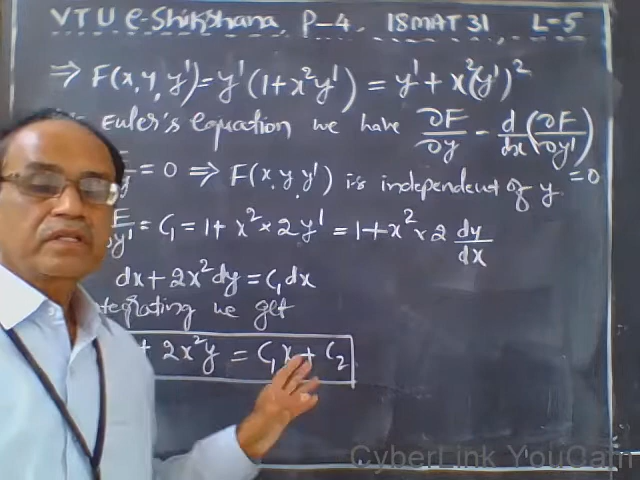 VTU e-Shikshana, P-4, 18MAT31 L-5
⇒ F(x, y, y') = y'(1+x²y') = y' + x²(y')²
Euler's equation we have ∂F/∂y - d/dx(∂F/∂y') = 0
= 0 ⇒ F(x, y, y') is independent of y
∂y' = C₁ = 1 + x² × 2y' = 1 + x² × 2 dy/dx
dx + 2x²dy = C₁dx
tegrating we get
+ 2x²y = C₁x + C₂
CyberLink YouCam